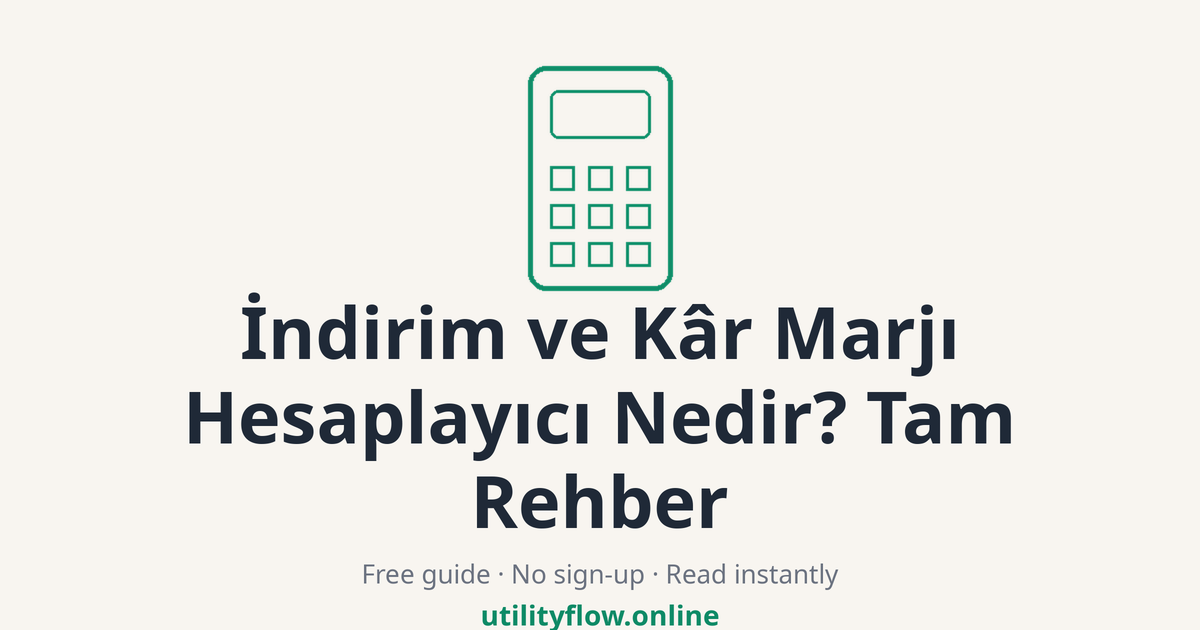 İndirim ve Kâr Marjı
Hesaplayıcı Nedir? Tam
Rehber
Free guide · No sign-up · Read instantly
utilityflow.online